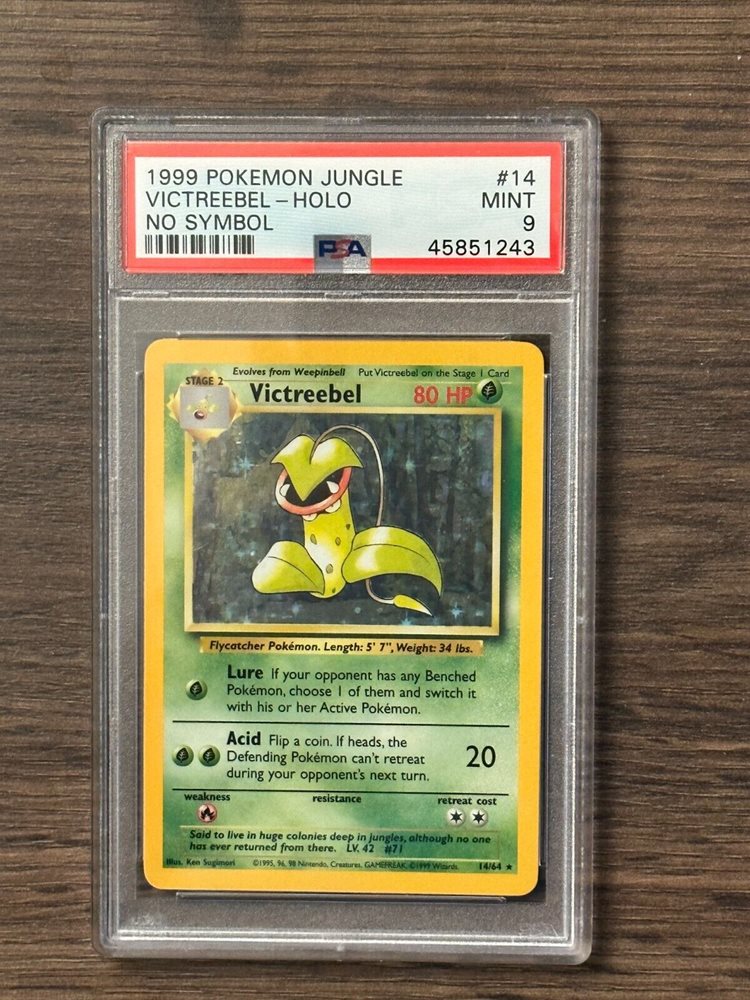 1999 POKEMON JUNGLE #14
VICTREEBEL - HOLO MINT
NO SYMBOL 9
PSA 45851243
Evolves from Weepinbell Put Victreebel on the Stage 1 Card
STAGE 2
Victreebel 80 HP
Flycatcher Pokémon. Length: 5' 7", Weight: 34 lbs.
Lure If your opponent has any Benched
Pokémon, choose 1 of them and switch it
with his or her Active Pokémon.
Acid Flip a coin. If heads, the
Defending Pokémon can't retreat 20
during your opponent's next turn.
weakness resistance retreat cost
Said to live in huge colonies deep in jungles, although no one
has ever returned from there. LV. 42 #71
Illus. Ken Sugimori ©1995, 96, 98 Nintendo, Creatures, GAMEFREAK. ©1999 Wizards. 14/64 ★